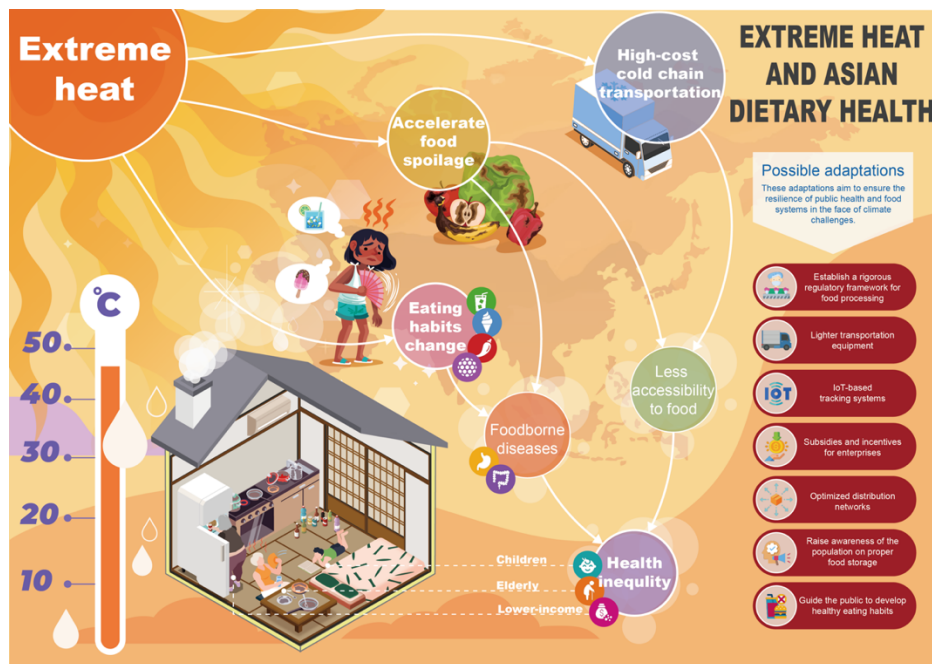 Extreme
heat
High-cost
cold chain
transportation
EXTREME HEAT
AND ASIAN
DIETARY HEALTH
Accelerate
food
spoilage
Possible adaptations
These adaptations aim to ensure the
resilience of public health and food
systems in the face of climate
challenges.
Establish a rigorous
regulatory framework for
food processing
Lighter transportation
equipment
IoT
IoT-based
tracking systems
Subsidies and incentives
for enterprises
Optimized distribution
networks
Raise awareness of the
population on proper
food storage
Guide the public to develop
healthy eating habits
°C
50
40
30
20
10
Eating
habits
change
Less
accessibility
to food
Foodborne
diseases
Children
Elderly
Lower-income
Health
inequlity